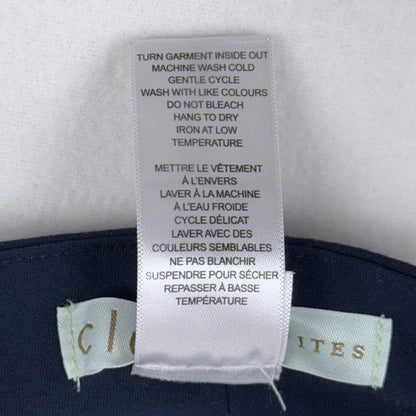 TURN GARMENT INSIDE OUT
MACHINE WASH COLD
GENTLE CYCLE
WASH WITH LIKE COLOURS
DO NOT BLEACH
HANG TO DRY
IRON AT LOW
TEMPERATURE
METTRE LE VÊTEMENT
À L'ENVERS
LAVER À LA MACHINE
À L'EAU FROIDE
CYCLE DÉLICAT
LAVER AVEC DES
COULEURS SEMBLABLES
NE PAS BLANCHIR
SUSPENDRE POUR SÉCHER
REPASSER À BASSE
TEMPÉRATURE